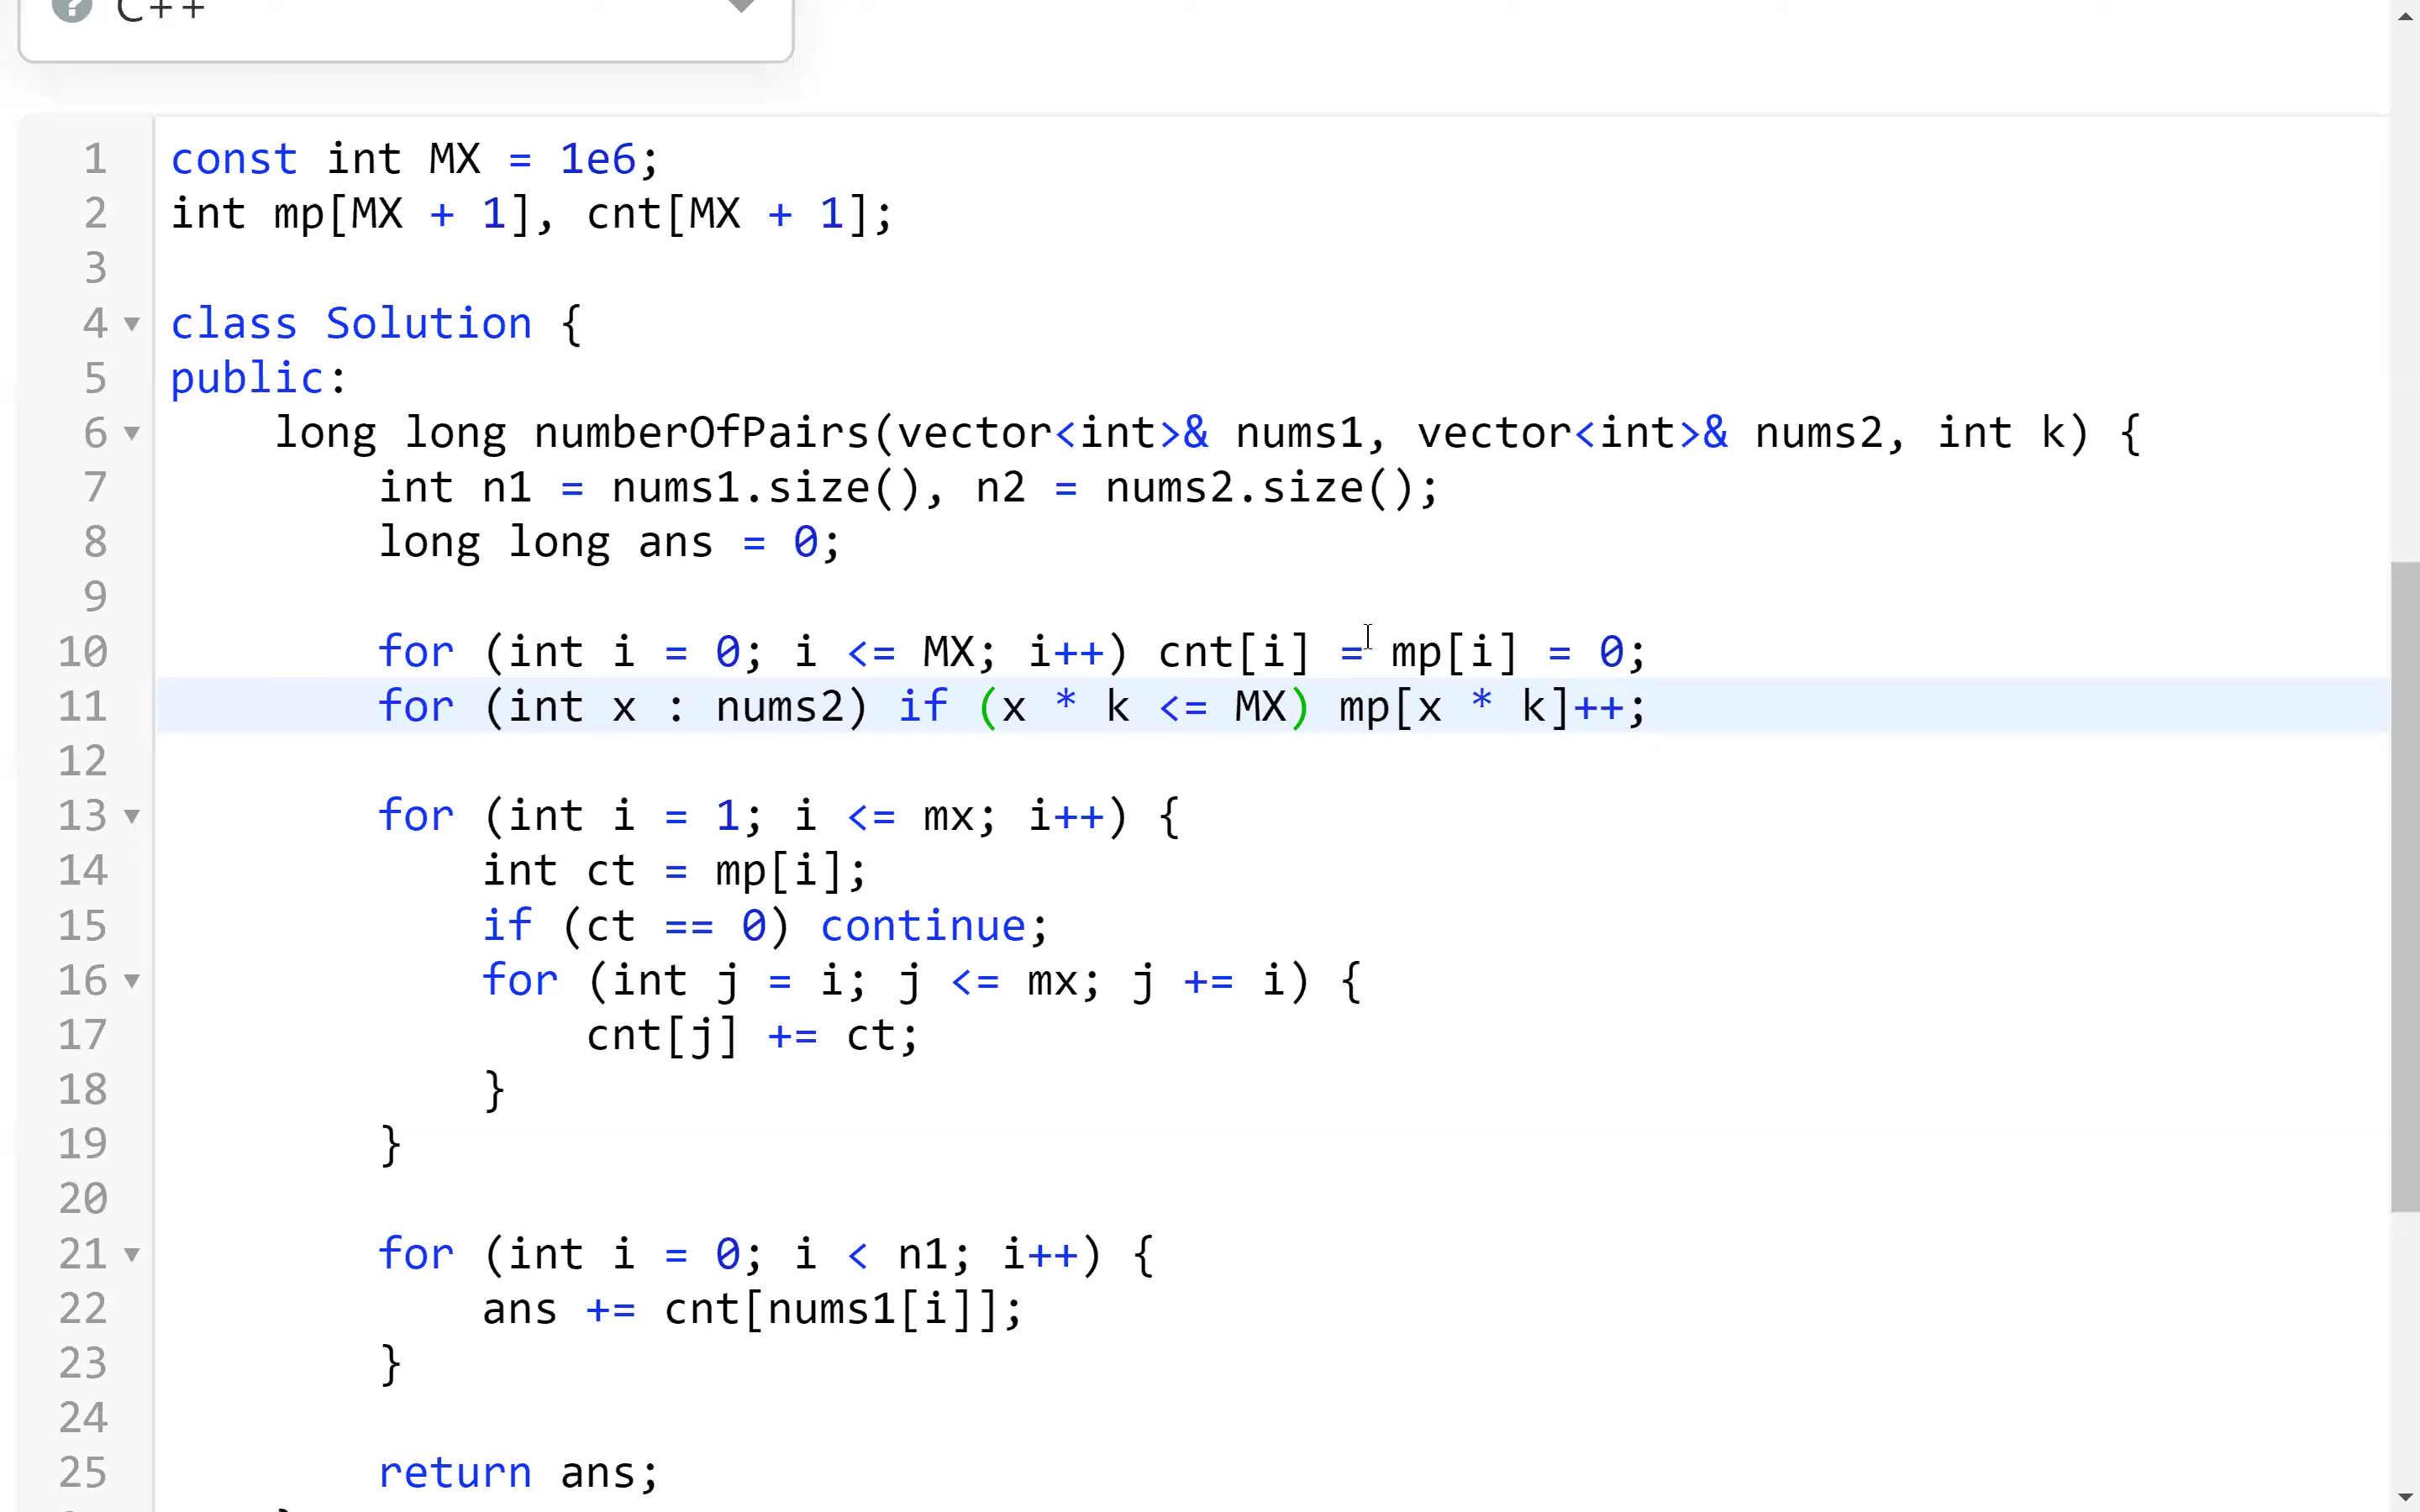 C++
1 const int MX = 1e6;
2 int mp[MX + 1], cnt[MX + 1];
3
4 class Solution {
5 public:
6     long long numberOfPairs(vector<int>& nums1, vector<int>& nums2, int k) {
7         int n1 = nums1.size(), n2 = nums2.size();
8         long long ans = 0;
9
10         for (int i = 0; i <= MX; i++) cnt[i] = mp[i] = 0;
11         for (int x : nums2) if (x * k <= MX) mp[x * k]++;
12
13         for (int i = 1; i <= mx; i++) {
14             int ct = mp[i];
15             if (ct == 0) continue;
16             for (int j = i; j <= mx; j += i) {
17                 cnt[j] += ct;
18             }
19         }
20
21         for (int i = 0; i < n1; i++) {
22             ans += cnt[nums1[i]];
23         }
24
25         return ans;